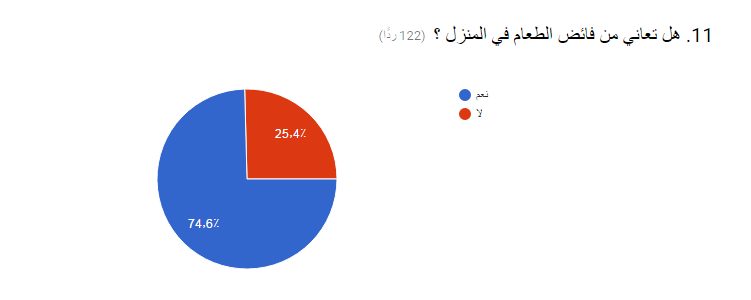 11. هل تعاني من فائض الطعام في المنزل ؟ (122 ردًا)
نعم
لا
25،4٪
74،6٪